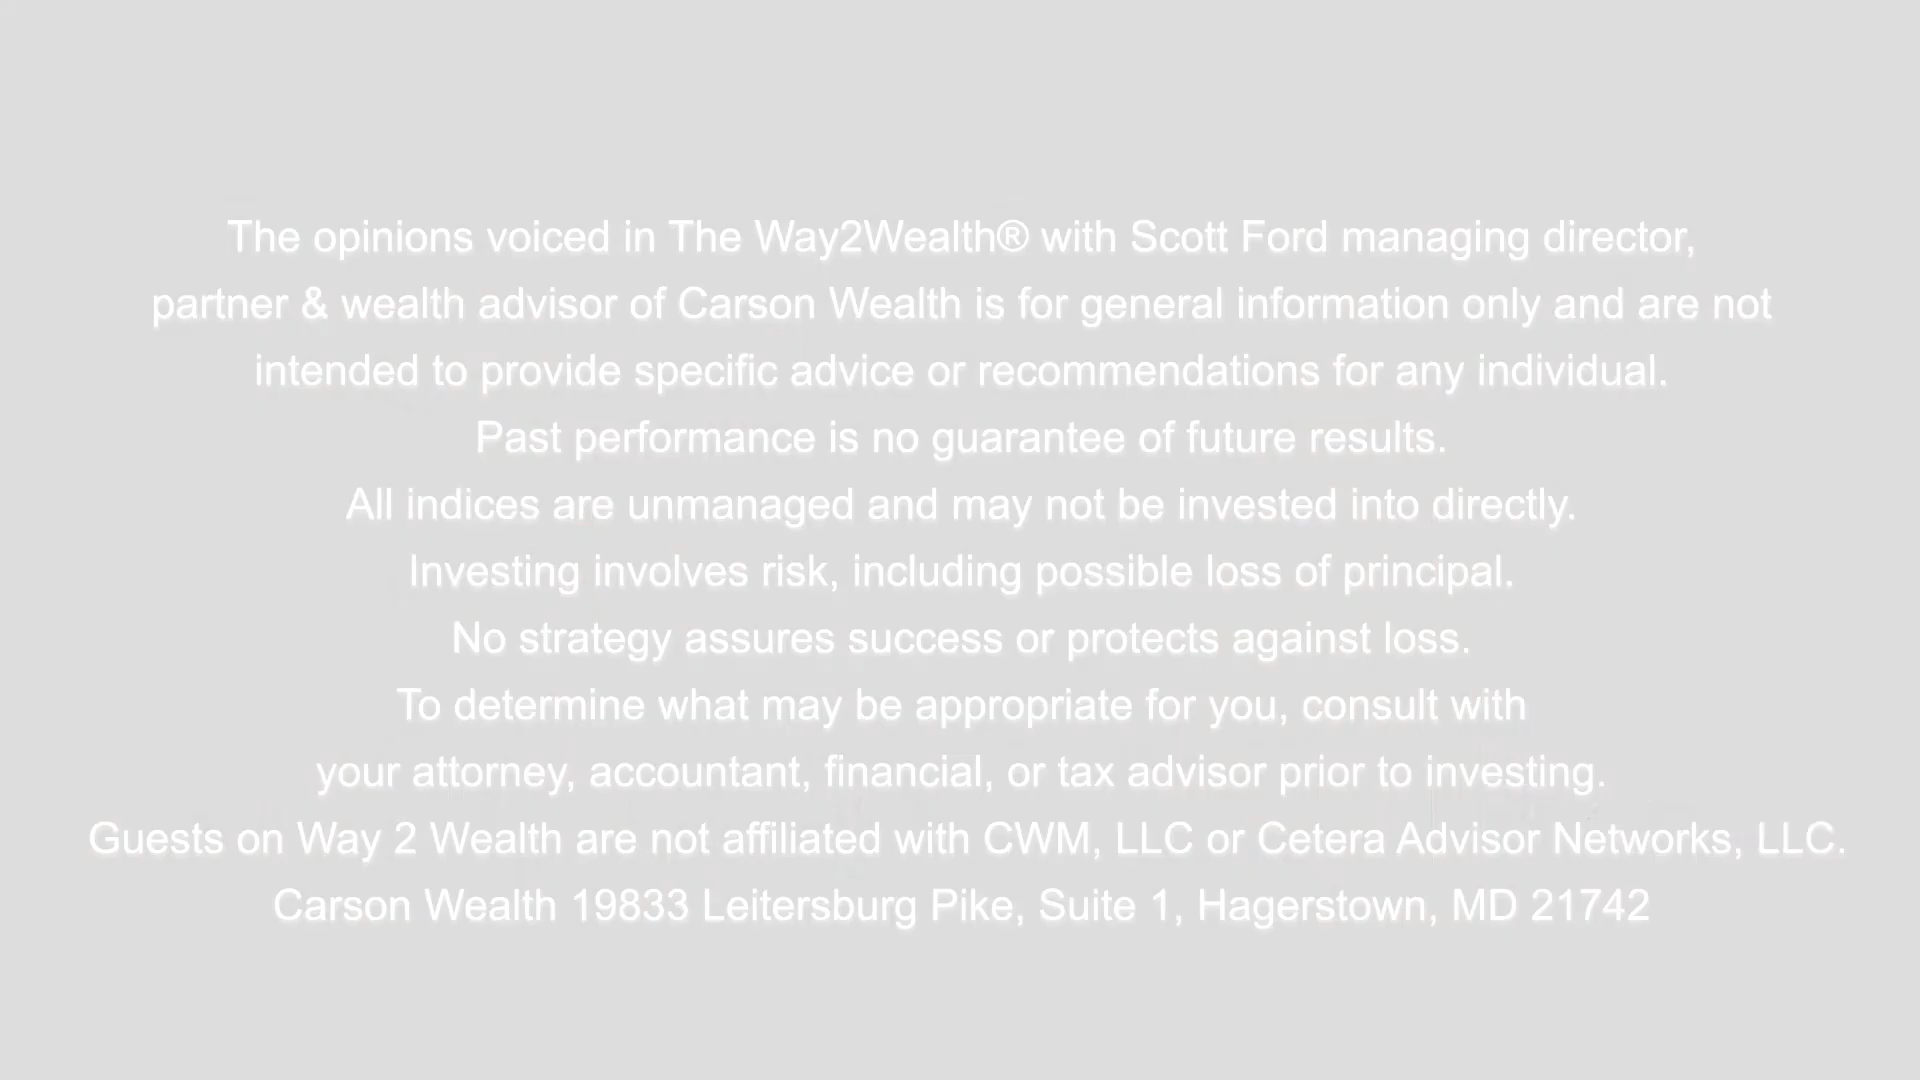 The opinions voiced in The Way2Wealth® with Scott Ford managing director,
partner & wealth advisor of Carson Wealth is for general information only and are not
intended to provide specific advice or recommendations for any individual.
Past performance is no guarantee of future results.
All indices are unmanaged and may not be invested into directly.
Investing involves risk, including possible loss of principal.
No strategy assures success or protects against loss.
To determine what may be appropriate for you, consult with
your attorney, accountant, financial, or tax advisor prior to investing.
Guests on Way 2 Wealth are not affiliated with CWM, LLC or Cetera Advisor Networks, LLC.
Carson Wealth 19833 Leitersburg Pike, Suite 1, Hagerstown, MD 21742